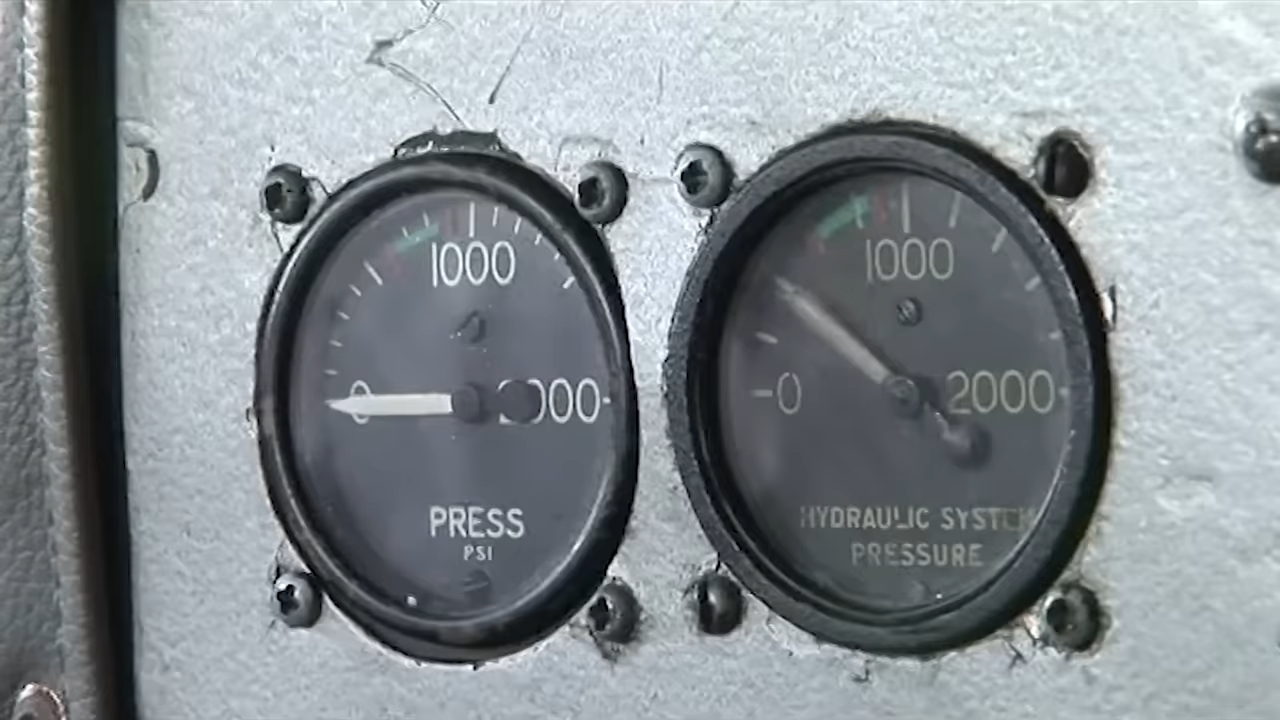 1000
0 2000
PRESS
PSI
1000
0 2000
HYDRAULIC SYSTEM
PRESSURE